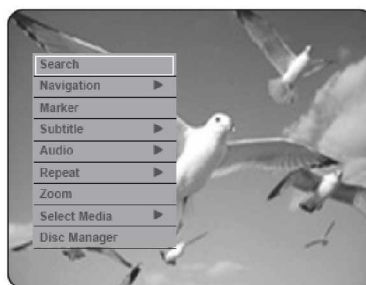 Search
Navigation ►
Marker
Subtitle ►
Audio ►
Repeat ►
Zoom
Select Media ►
Disc Manager